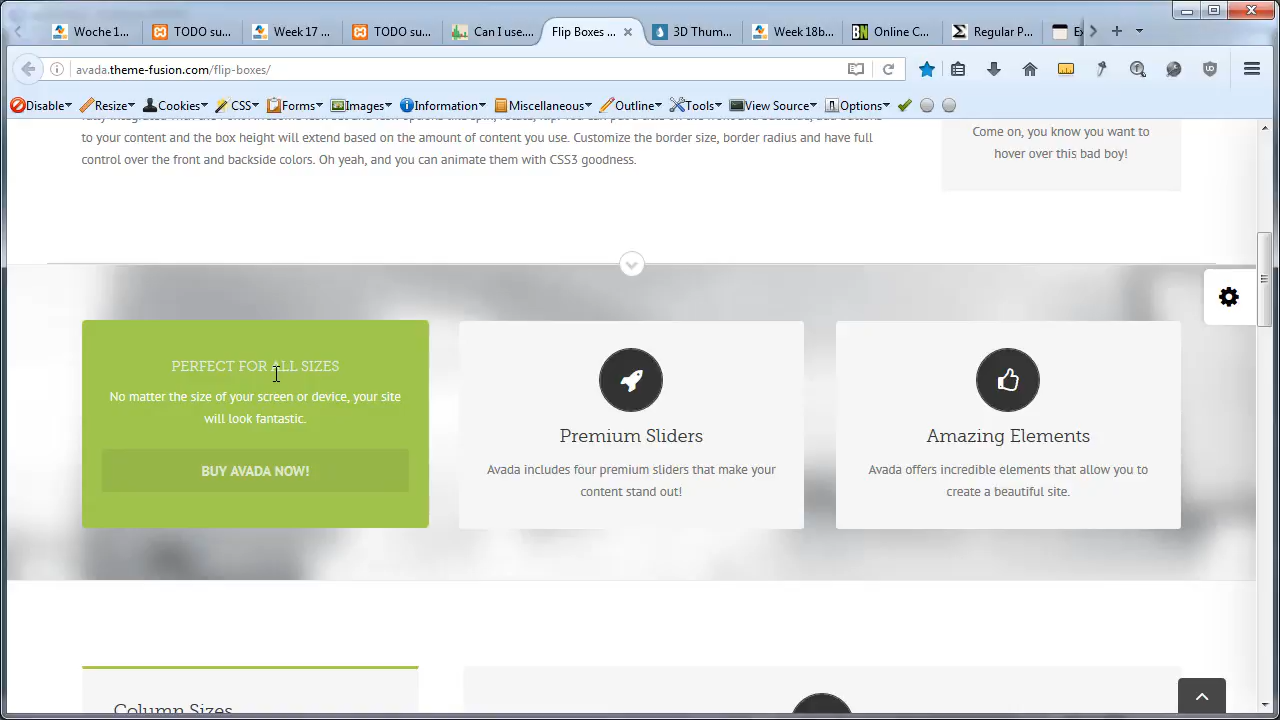 Woche 1...
TODO su...
Week 17 ...
TODO su...
Can I use....
Flip Boxes ...
3D Thum...
Week 18b...
Online C...
Regular P...
avada.theme-fusion.com/flip-boxes/
Disable
Resize
Cookies
CSS
Forms
Images
Information
Miscellaneous
Outline
Tools
View Source
Options
to your content and the box height will extend based on the amount of content you use. Customize the border size, border radius and have full
control over the front and backside colors. Oh yeah, and you can animate them with CSS3 goodness.
Come on, you know you want to
hover over this bad boy!
PERFECT FOR ALL SIZES
No matter the size of your screen or device, your site
will look fantastic.
BUY AVADA NOW!
Premium Sliders
Avada includes four premium sliders that make your
content stand out!
Amazing Elements
Avada offers incredible elements that allow you to
create a beautiful site.
Column Sizes